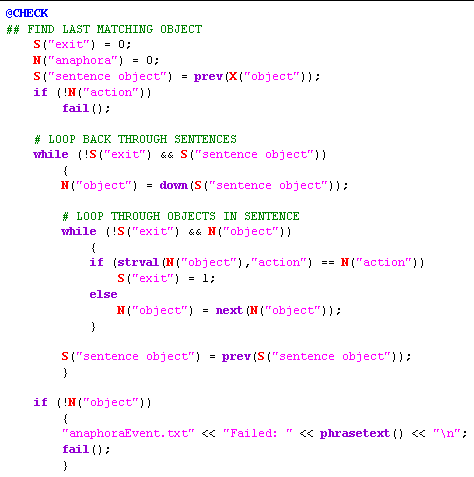 @CHECK
## FIND LAST MATCHING OBJECT
    S("exit") = 0;
    N("anaphora") = 0;
    S("sentence object") = prev(X("object"));
    if (!N("action"))
        fail();

    # LOOP BACK THROUGH SENTENCES
    while (!S("exit") && S("sentence object"))
        {
        N("object") = down(S("sentence object"));

        # LOOP THROUGH OBJECTS IN SENTENCE
        while (!S("exit") && N("object"))
            {
            if (strval(N("object"),"action") == N("action"))
                S("exit") = 1;
            else
                N("object") = next(N("object"));
            }

        S("sentence object") = prev(S("sentence object"));
        }

    if (!N("object"))
        {
        "anaphoraEvent.txt" << "Failed: " << phrasetext() << "\n";
        fail();
        }